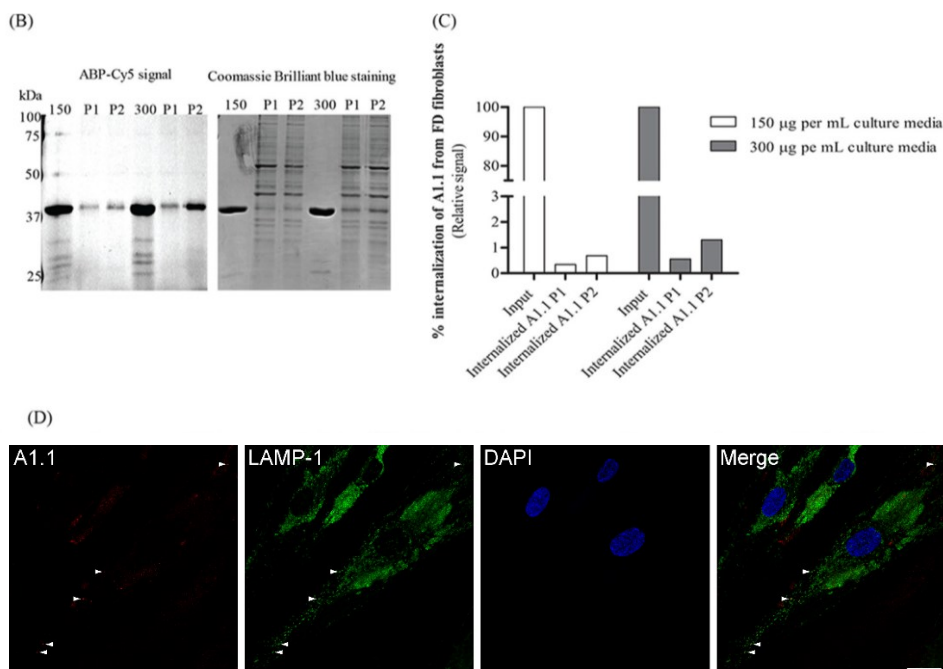 (B)
ABP-Cy5 signal
Coomassie Brilliant blue staining
kDa
150 P1 P2 300 P1 P2
150 P1 P2 300 P1 P2
100
75
50
37
25
(C)
% internalization of A1.1 from FD fibroblasts
(Relative signal)
100
90
80
3
2
1
0
Input
Internalized A1.1 P1
Internalized A1.1 P2
Input
Internalized A1.1 P1
Internalized A1.1 P2
150 µg per mL culture media
300 µg pe mL culture media
(D)
A1.1
LAMP-1
DAPI
Merge